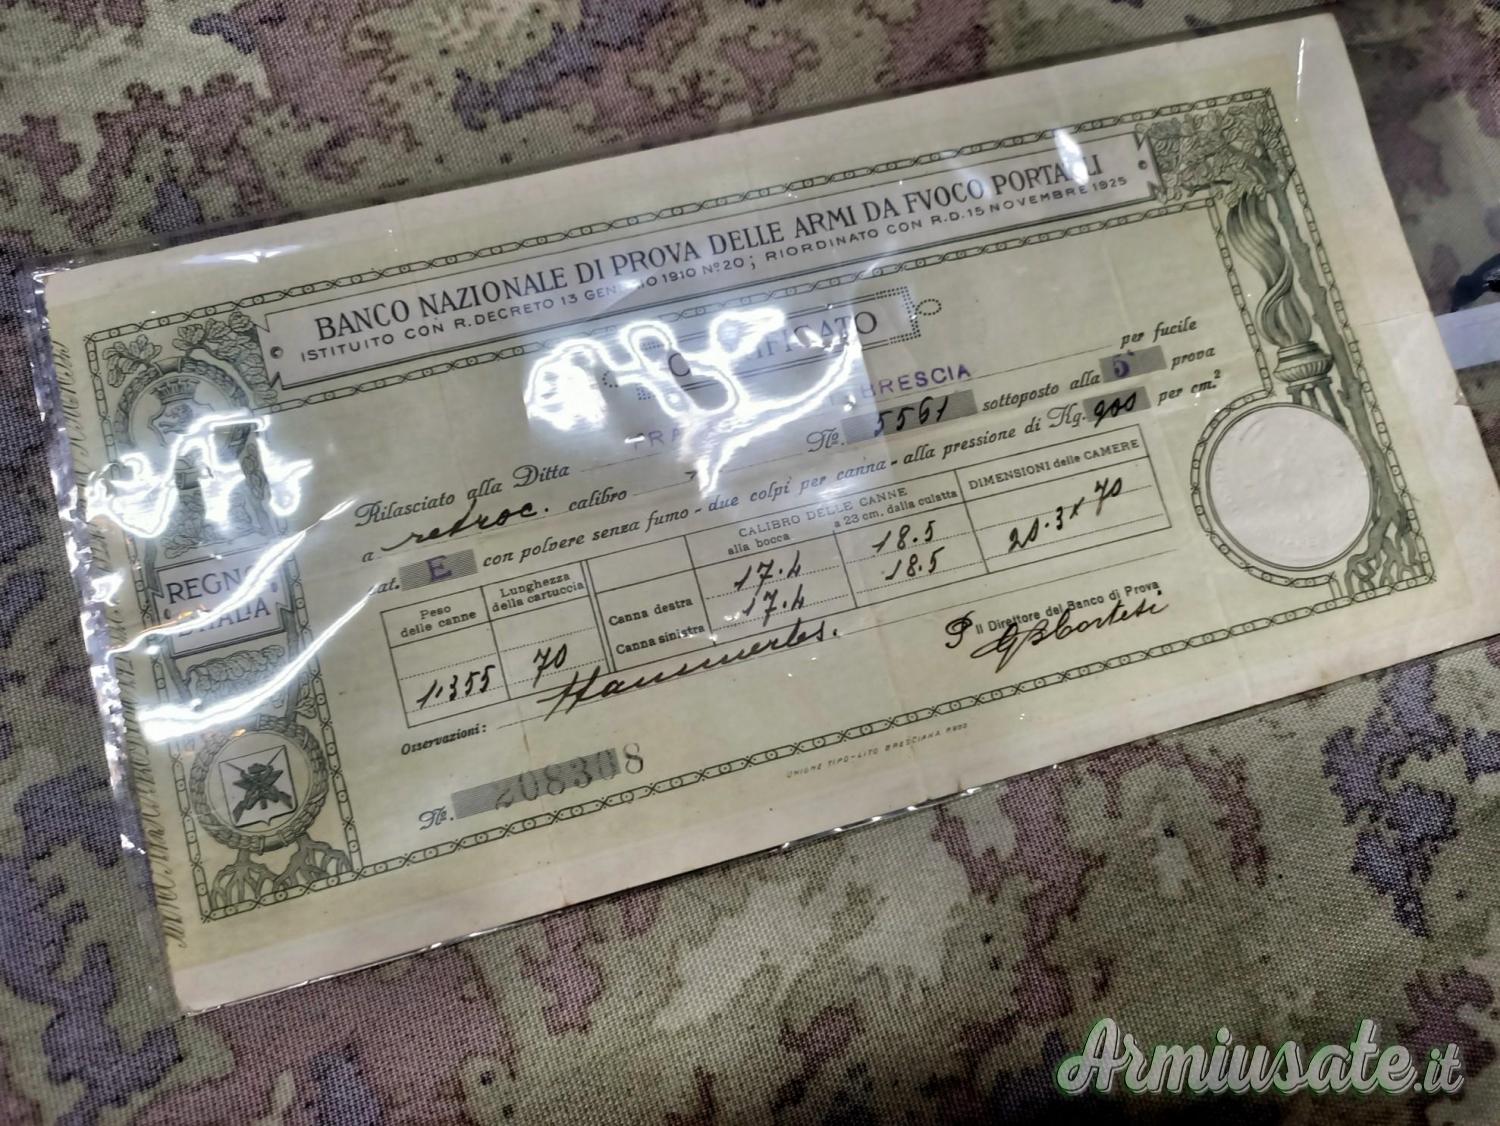 BANCO NAZIONALE DI PROVA DELLE ARMI DA FVOCO
ISTITUITO CON R. DECRETO 13 1910 Nº 20; RIORDINATO CON R.D. 15 NOVEMBRE 1925
Rilasciato alla Ditta BRESCIA per fucile
a retroc. calibro Nº. 5561 sottoposto alla 5ª prova
cat. E con polvere senza fumo - due colpi per canna - alla pressione di Kg. 900 per cm.²
Peso delle canne
1.355
Lunghezza della cartuccia
70
CALIBRO DELLE CANNE
alla bocca
a 23 cm. dalla culatta
DIMENSIONI delle CAMERE
Canna destra 17.4 18.5
Canna sinistra 17.4 18.5
20.3 x 70
Osservazioni: Hammerles.
P Il Direttore del Banco di Prova
Nº. 208308
UNIONE TIPO-LITO BRESCIANA
REGNO
D'ITALIA
Armiusate.it